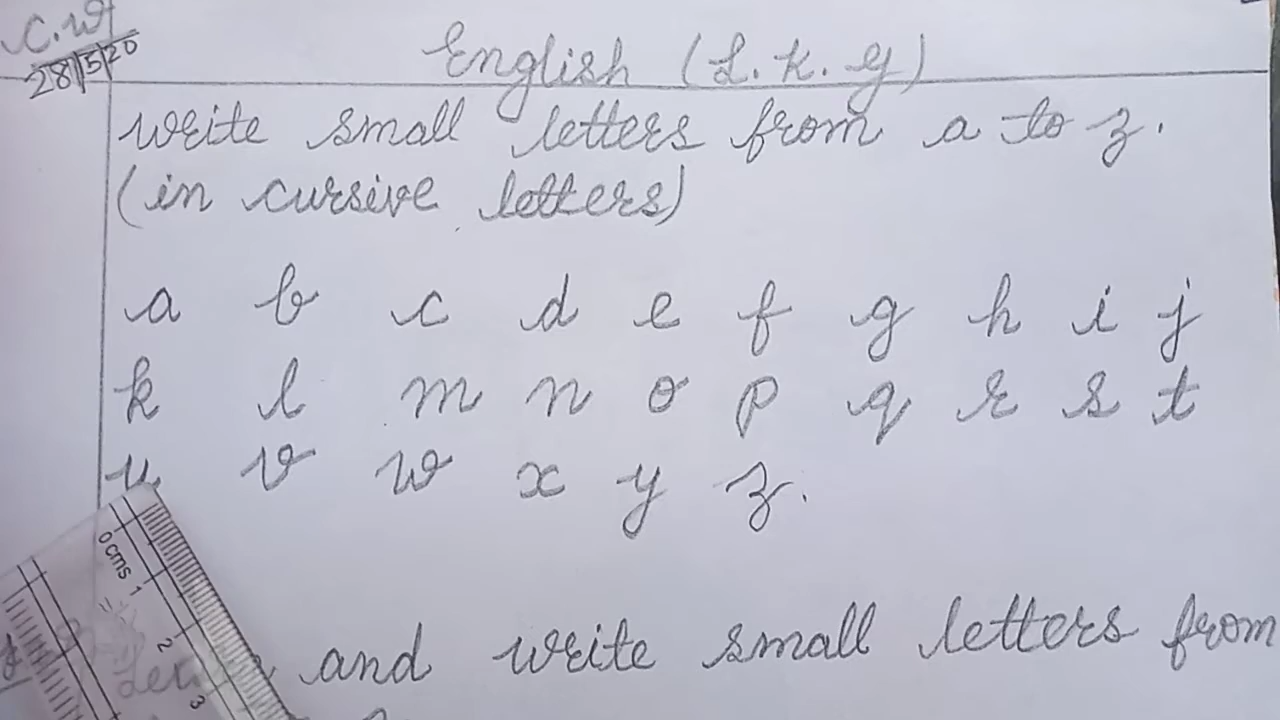 C.W
28/5/20
English (L.K.G)
write small letters from a to z.
(in cursive letters)
a b c d e f g h i j
k l m n o p q r s t
u v w x y z.
0 cms 1 2 3
and write small letters from